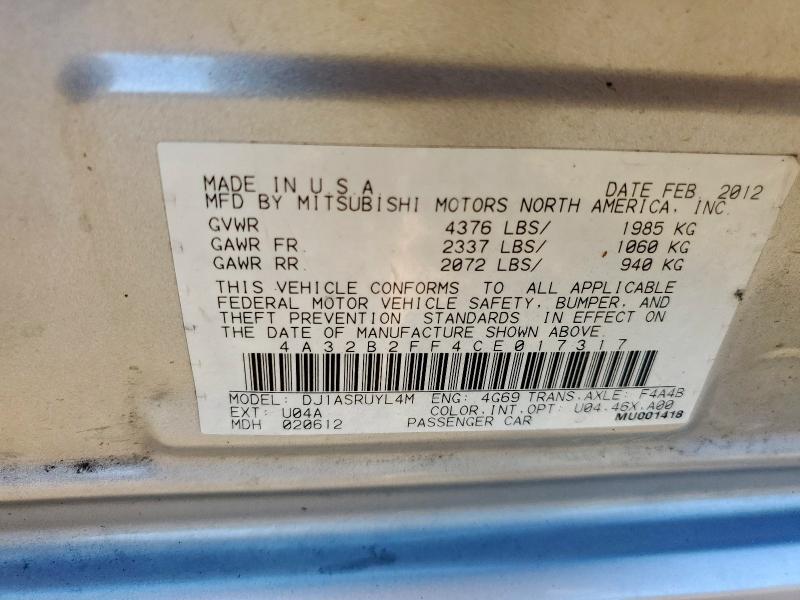 MADE IN U.S.A. DATE FEB. 2012
MFD BY MITSUBISHI MOTORS NORTH AMERICA, INC.
GVWR 4376 LBS/ 1985 KG
GAWR FR. 2337 LBS/ 1060 KG
GAWR RR. 2072 LBS/ 940 KG
THIS VEHICLE CONFORMS TO ALL APPLICABLE
FEDERAL MOTOR VEHICLE SAFETY, BUMPER, AND
THEFT PREVENTION STANDARDS IN EFFECT ON
THE DATE OF MANUFACTURE SHOWN ABOVE.
4A32B2FF4CE017317
MODEL: DJ1ASRUYL4M ENG: 4G69 TRANS.AXLE: F4A4B
EXT: U04A COLOR.INT.OPT: U04.46X.A00
MDH 020612 PASSENGER CAR MU001418